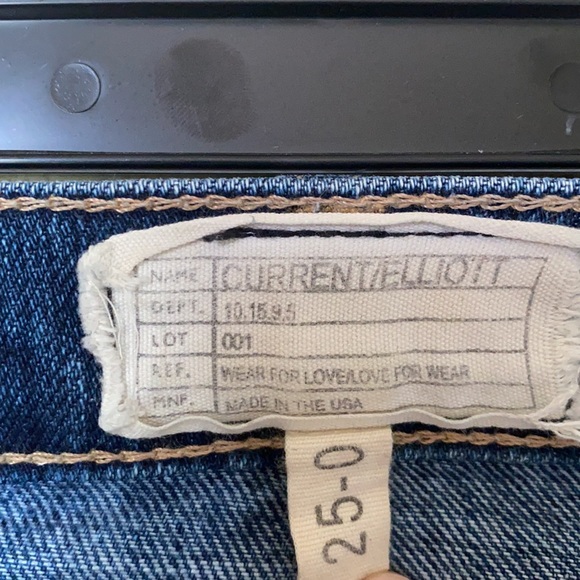 NAME CURRENT/ELLIOTT
DEPT. 10.15.9.5
LOT 001
REF. WEAR FOR LOVE/LOVE FOR WEAR
MNF. MADE IN THE USA
25-0